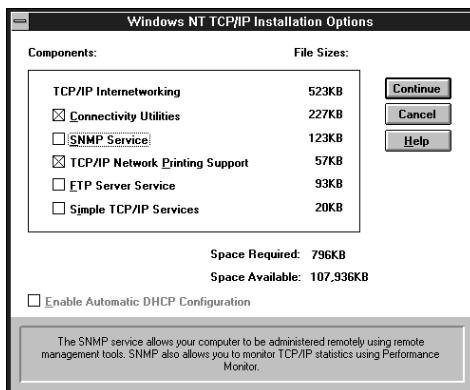 Windows NT TCP/IP Installation Options
Components: File Sizes:
TCP/IP Internetworking 523KB
Connectivity Utilities 227KB
SNMP Service 123KB
TCP/IP Network Printing Support 57KB
FTP Server Service 93KB
Simple TCP/IP Services 20KB
Continue
Cancel
Help
Space Required: 796KB
Space Available: 107,936KB
Enable Automatic DHCP Configuration
The SNMP service allows your computer to be administered remotely using remote
management tools. SNMP also allows you to monitor TCP/IP statistics using Performance
Monitor.